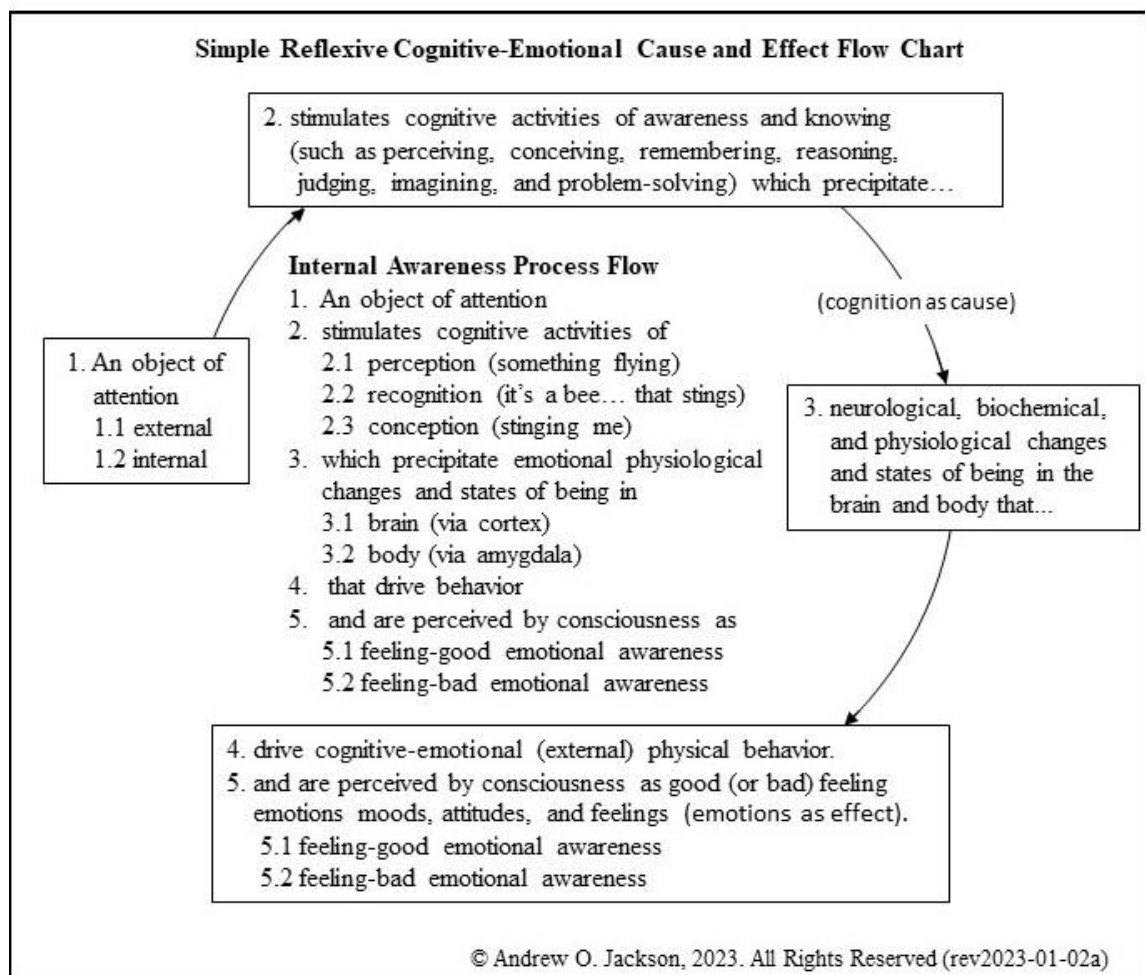 Simple Reflexive Cognitive-Emotional Cause and Effect Flow Chart
2. stimulates cognitive activities of awareness and knowing
(such as perceiving, conceiving, remembering, reasoning,
judging, imagining, and problem-solving) which precipitate…
Internal Awareness Process Flow
1. An object of attention
2. stimulates cognitive activities of
2.1 perception (something flying)
2.2 recognition (it's a bee… that stings)
2.3 conception (stinging me)
3. which precipitate emotional physiological
changes and states of being in
3.1 brain (via cortex)
3.2 body (via amygdala)
4. that drive behavior
5. and are perceived by consciousness as
5.1 feeling-good emotional awareness
5.2 feeling-bad emotional awareness
(cognition as cause)
1. An object of
attention
1.1 external
1.2 internal
3. neurological, biochemical,
and physiological changes
and states of being in the
brain and body that...
4. drive cognitive-emotional (external) physical behavior.
5. and are perceived by consciousness as good (or bad) feeling
emotions moods, attitudes, and feelings (emotions as effect).
5.1 feeling-good emotional awareness
5.2 feeling-bad emotional awareness
© Andrew O. Jackson, 2023. All Rights Reserved (rev2023-01-02a)